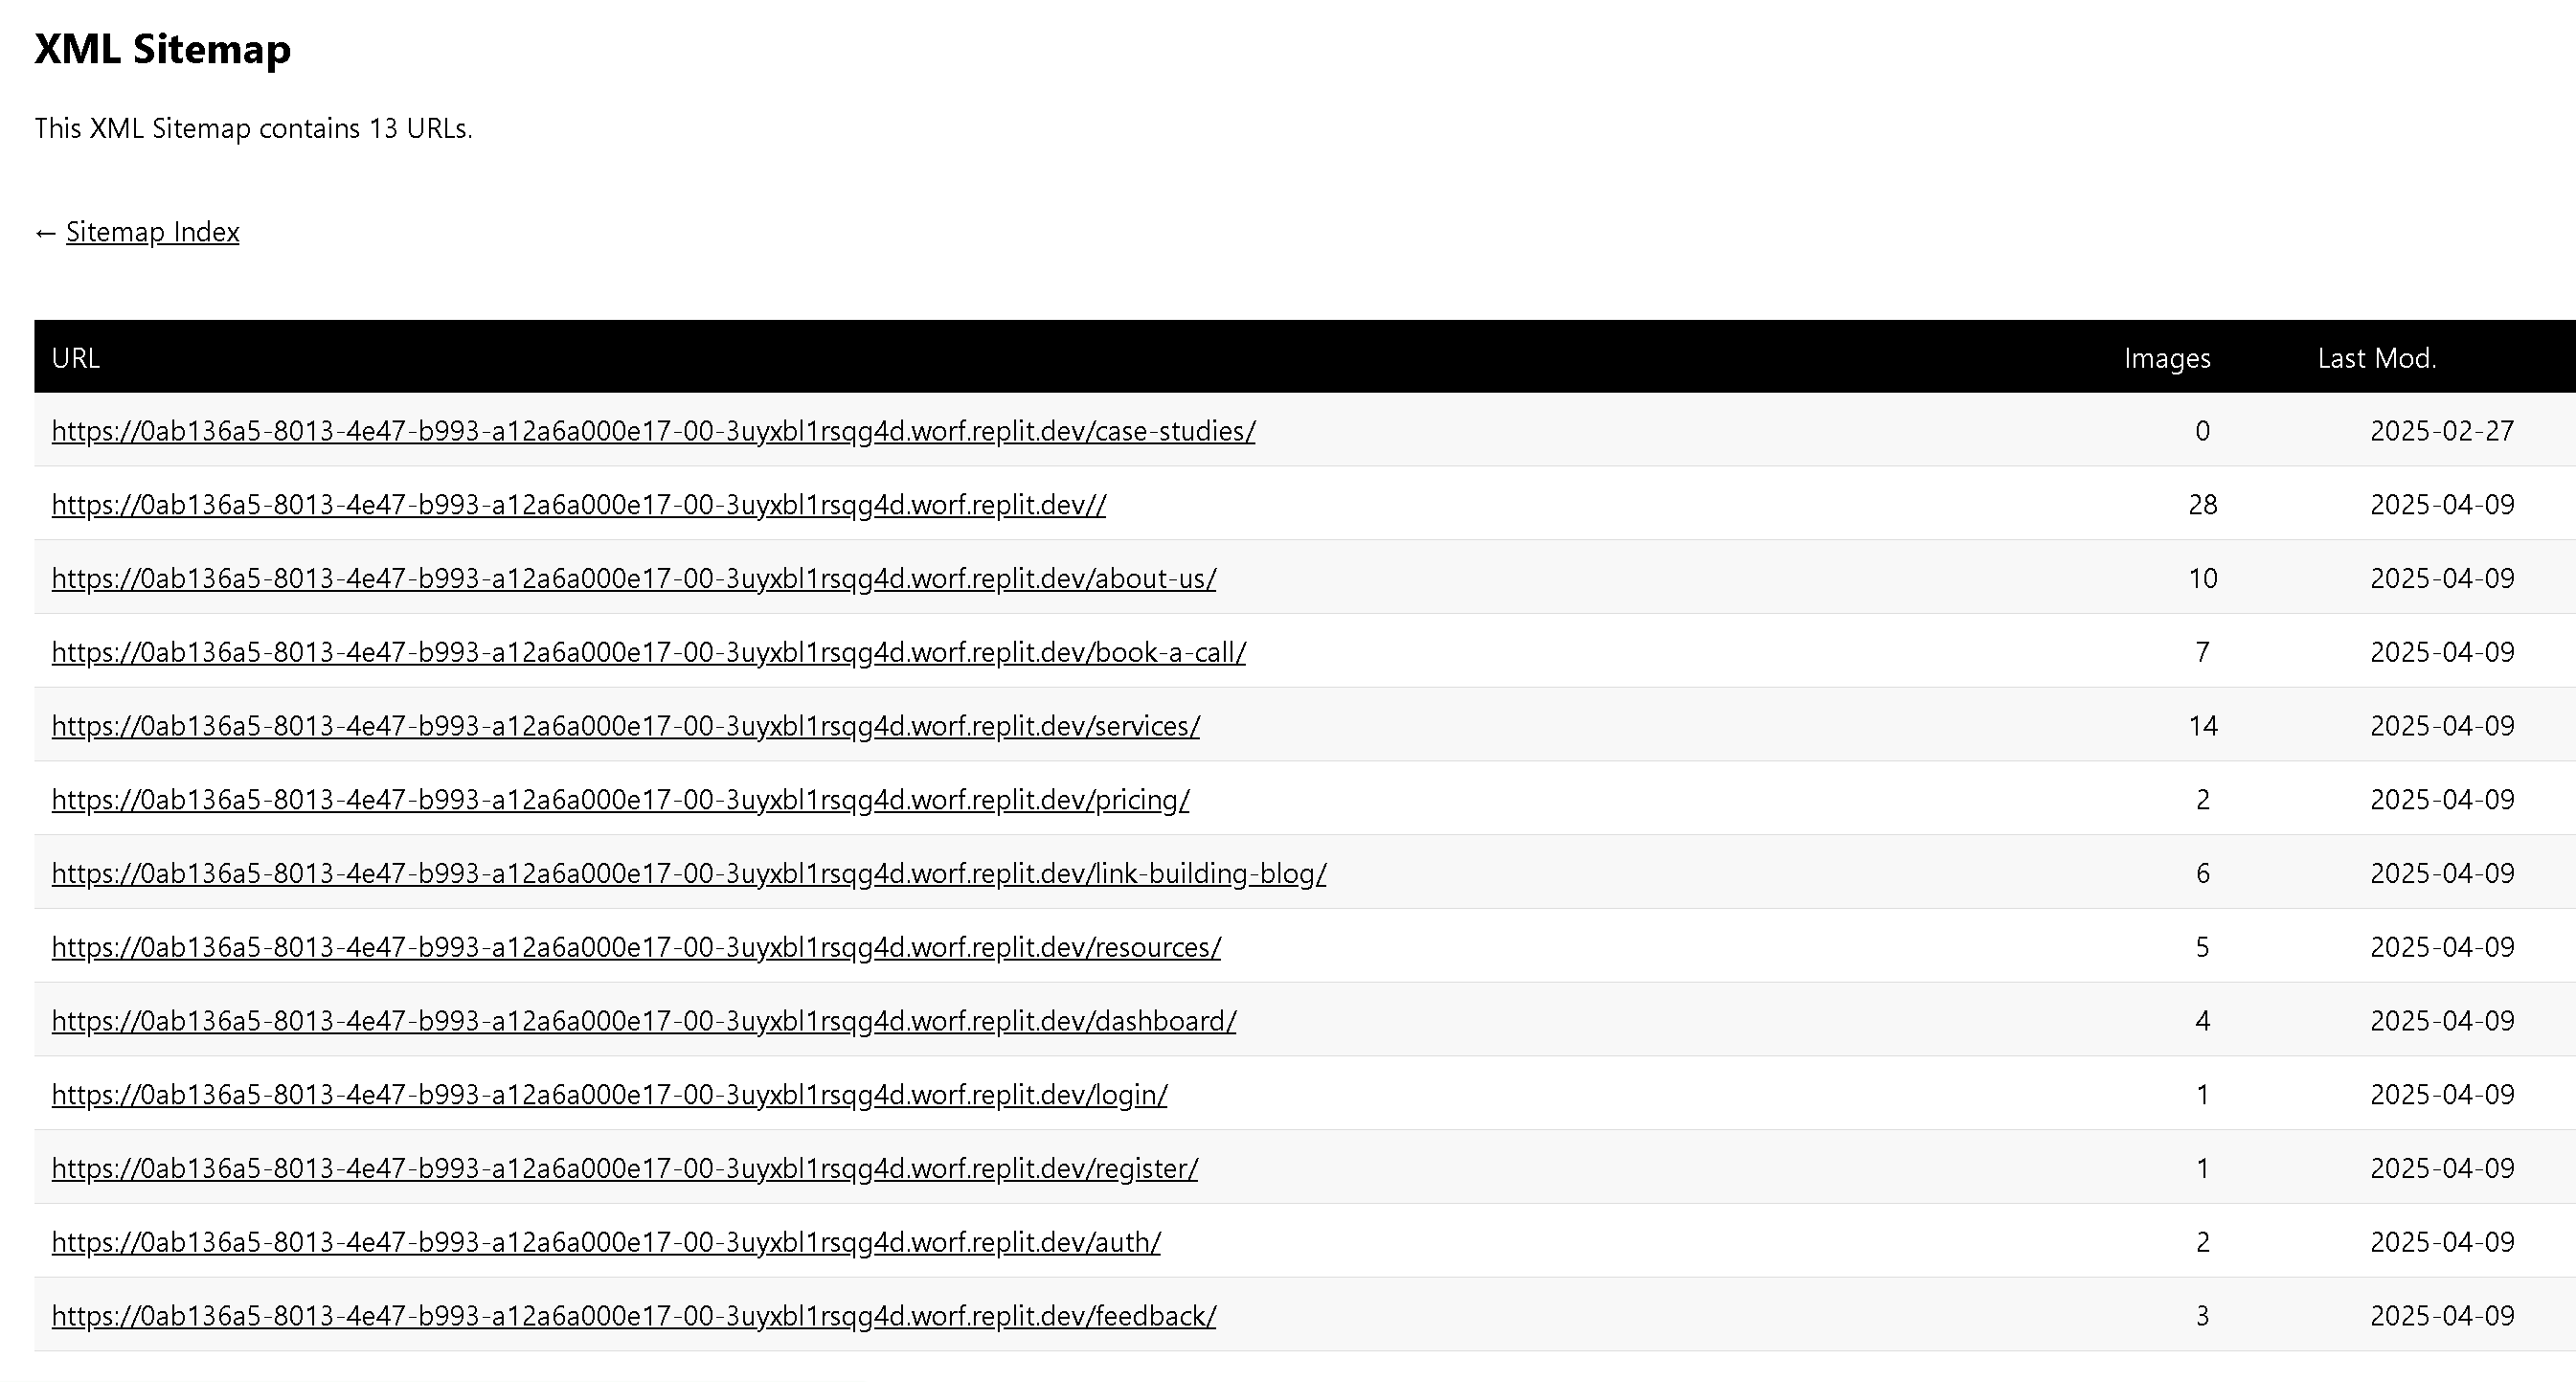 XML Sitemap
This XML Sitemap contains 13 URLs.
← Sitemap Index
URL Images Last Mod.
https://0ab136a5-8013-4e47-b993-a12a6a000e17-00-3uyxbl1rsqg4d.worf.replit.dev/case-studies/ 0 2025-02-27
https://0ab136a5-8013-4e47-b993-a12a6a000e17-00-3uyxbl1rsqg4d.worf.replit.dev// 28 2025-04-09
https://0ab136a5-8013-4e47-b993-a12a6a000e17-00-3uyxbl1rsqg4d.worf.replit.dev/about-us/ 10 2025-04-09
https://0ab136a5-8013-4e47-b993-a12a6a000e17-00-3uyxbl1rsqg4d.worf.replit.dev/book-a-call/ 7 2025-04-09
https://0ab136a5-8013-4e47-b993-a12a6a000e17-00-3uyxbl1rsqg4d.worf.replit.dev/services/ 14 2025-04-09
https://0ab136a5-8013-4e47-b993-a12a6a000e17-00-3uyxbl1rsqg4d.worf.replit.dev/pricing/ 2 2025-04-09
https://0ab136a5-8013-4e47-b993-a12a6a000e17-00-3uyxbl1rsqg4d.worf.replit.dev/link-building-blog/ 6 2025-04-09
https://0ab136a5-8013-4e47-b993-a12a6a000e17-00-3uyxbl1rsqg4d.worf.replit.dev/resources/ 5 2025-04-09
https://0ab136a5-8013-4e47-b993-a12a6a000e17-00-3uyxbl1rsqg4d.worf.replit.dev/dashboard/ 4 2025-04-09
https://0ab136a5-8013-4e47-b993-a12a6a000e17-00-3uyxbl1rsqg4d.worf.replit.dev/login/ 1 2025-04-09
https://0ab136a5-8013-4e47-b993-a12a6a000e17-00-3uyxbl1rsqg4d.worf.replit.dev/register/ 1 2025-04-09
https://0ab136a5-8013-4e47-b993-a12a6a000e17-00-3uyxbl1rsqg4d.worf.replit.dev/auth/ 2 2025-04-09
https://0ab136a5-8013-4e47-b993-a12a6a000e17-00-3uyxbl1rsqg4d.worf.replit.dev/feedback/ 3 2025-04-09